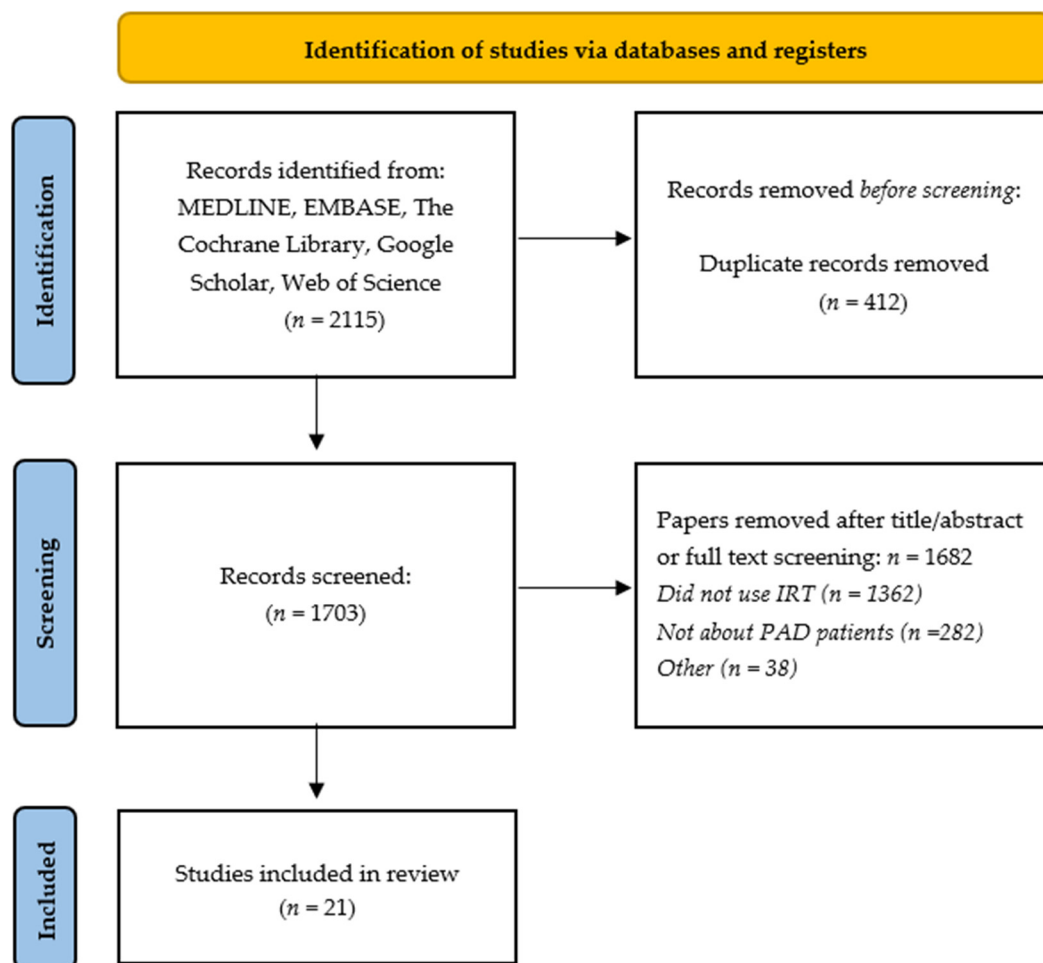 Identification of studies via databases and registers
Identification
Records identified from:
MEDLINE, EMBASE, The
Cochrane Library, Google
Scholar, Web of Science
(n = 2115)
Records removed before screening:
Duplicate records removed
(n = 412)
Screening
Records screened:
(n = 1703)
Papers removed after title/abstract
or full text screening: n = 1682
Did not use IRT (n = 1362)
Not about PAD patients (n =282)
Other (n = 38)
Included
Studies included in review
(n = 21)